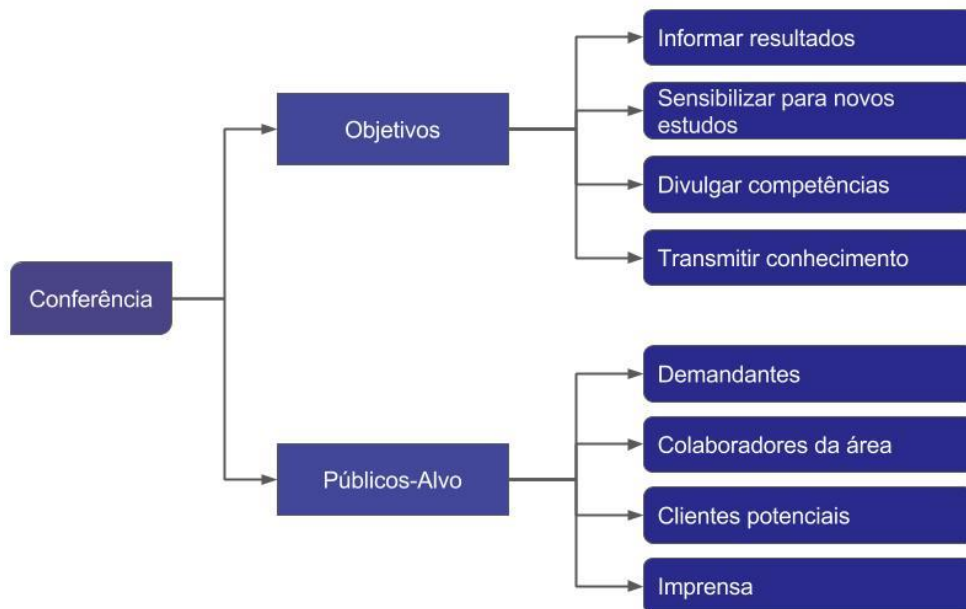 Conferência
Objetivos
Informar resultados
Sensibilizar para novos
estudos
Divulgar competências
Transmitir conhecimento
Públicos-Alvo
Demandantes
Colaboradores da área
Clientes potenciais
Imprensa